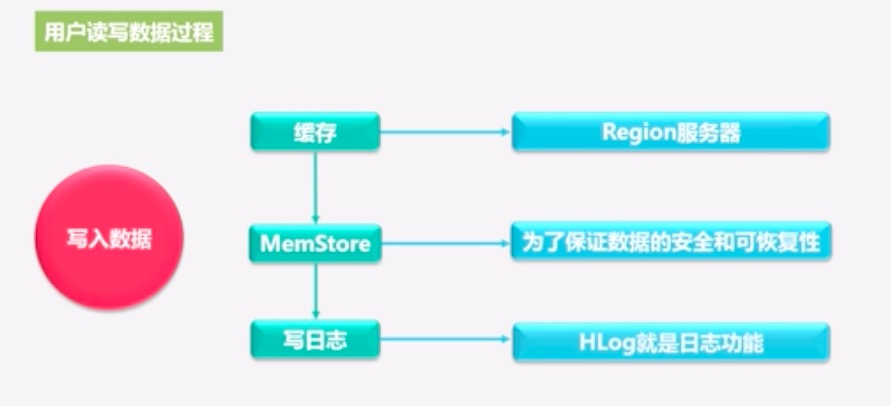 用户读写数据过程
缓存
Region服务器
写入数据
MemStore
为了保证数据的安全和可恢复性
写日志
HLog就是日志功能